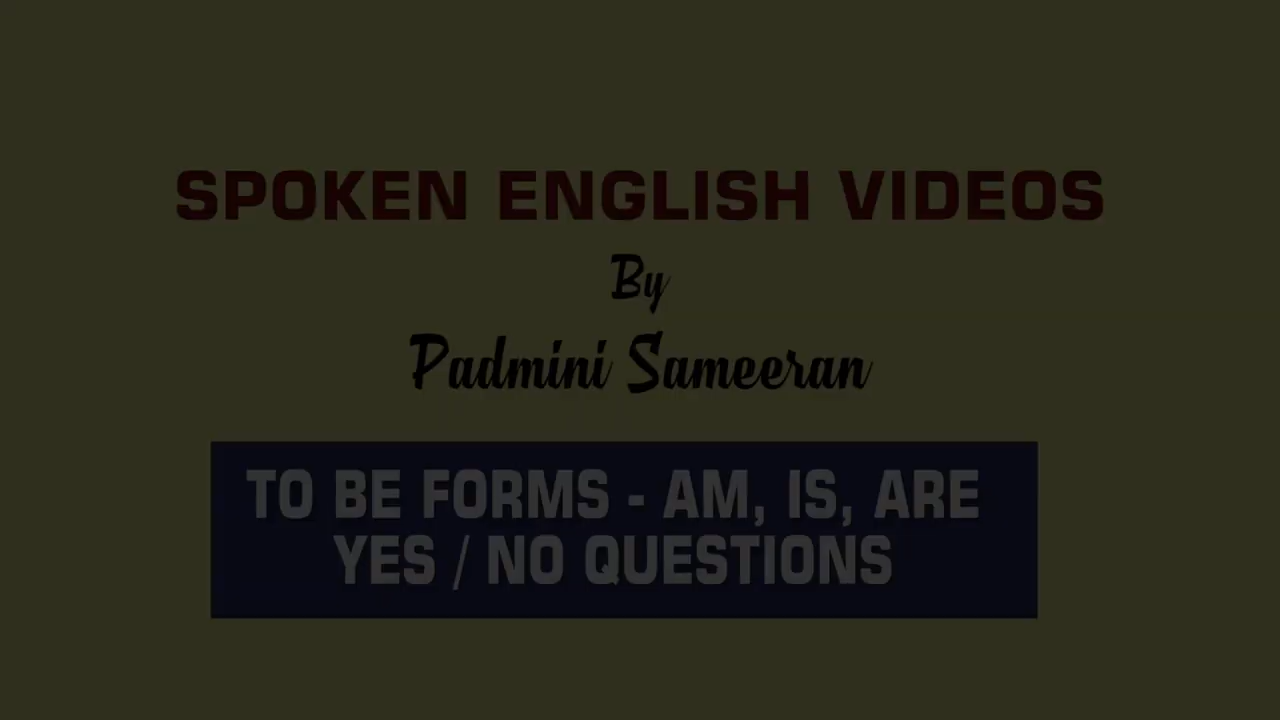 SPOKEN ENGLISH VIDEOS
By
Padmini Sameeran
TO BE FORMS - AM, IS, ARE
YES / NO QUESTIONS